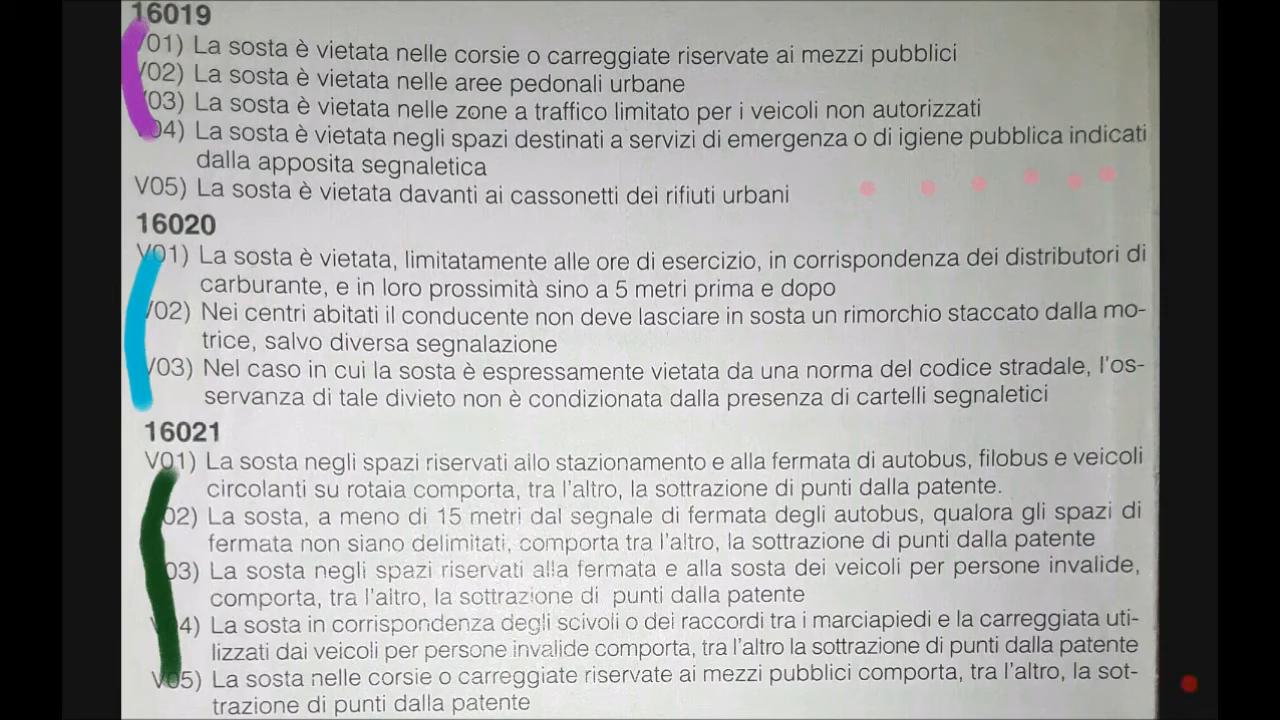 16019
V01) La sosta è vietata nelle corsie o carreggiate riservate ai mezzi pubblici
V02) La sosta è vietata nelle aree pedonali urbane
V03) La sosta è vietata nelle zone a traffico limitato per i veicoli non autorizzati
V04) La sosta è vietata negli spazi destinati a servizi di emergenza o di igiene pubblica indicati
dalla apposita segnaletica
V05) La sosta è vietata davanti ai cassonetti dei rifiuti urbani
16020
V01) La sosta è vietata, limitatamente alle ore di esercizio, in corrispondenza dei distributori di
carburante, e in loro prossimità sino a 5 metri prima e dopo
V02) Nei centri abitati il conducente non deve lasciare in sosta un rimorchio staccato dalla mo-
trice, salvo diversa segnalazione
V03) Nel caso in cui la sosta è espressamente vietata da una norma del codice stradale, l'os-
servanza di tale divieto non è condizionata dalla presenza di cartelli segnaletici
16021
V01) La sosta negli spazi riservati allo stazionamento e alla fermata di autobus, filobus e veicoli
circolanti su rotaia comporta, tra l'altro, la sottrazione di punti dalla patente.
02) La sosta, a meno di 15 metri dal segnale di fermata degli autobus, qualora gli spazi di
fermata non siano delimitati, comporta tra l'altro, la sottrazione di punti dalla patente
03) La sosta negli spazi riservati alla fermata e alla sosta dei veicoli per persone invalide,
comporta, tra l'altro, la sottrazione di punti dalla patente
V04) La sosta in corrispondenza degli scivoli o dei raccordi tra i marciapiedi e la carreggiata uti-
lizzati dai veicoli per persone invalide comporta, tra l'altro la sottrazione di punti dalla patente
V05) La sosta nelle corsie o carreggiate riservate ai mezzi pubblici comporta, tra l'altro, la sot-
trazione di punti dalla patente